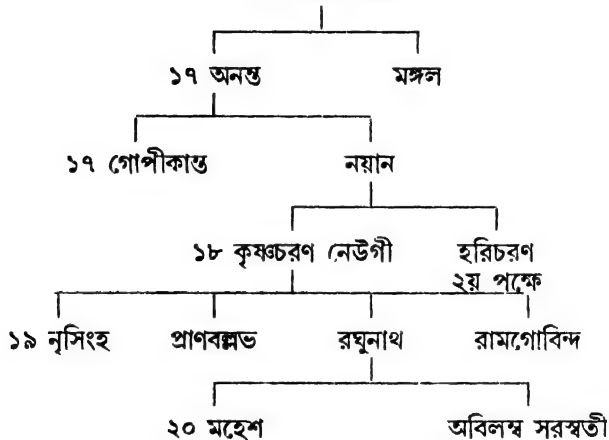 ১৭ অনন্ত মঙ্গল
১৭ গোপীকান্ত নয়ান
১৮ কৃষ্ণচরণ নেউগী হরিচরণ
২য় পক্ষে
১৯ নৃসিংহ প্রাণবল্লভ রঘুনাথ রামগোবিন্দ
২০ মহেশ অবিলম্ব সরস্বতী